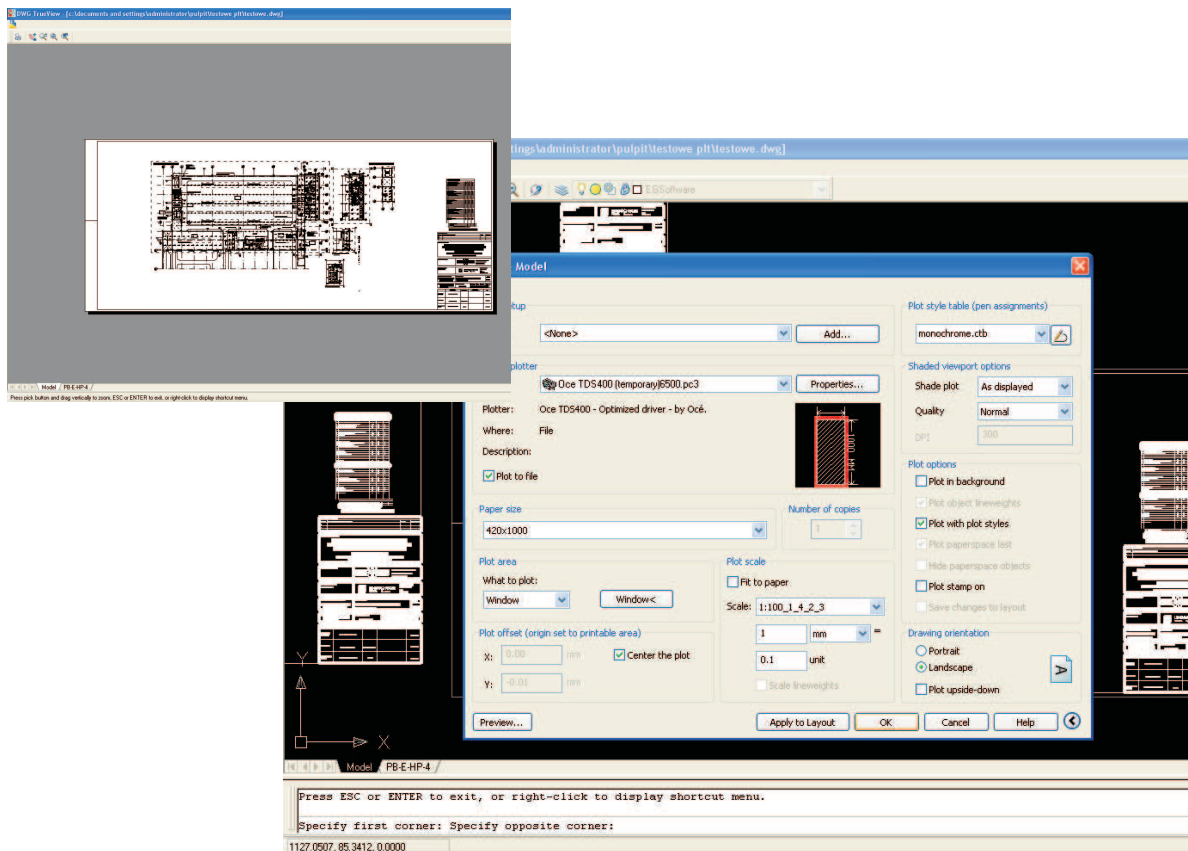 DWG TrueView - [c:\documents and settings\administrator\pulpit\testowe plt\testowe.dwg]
Model PB-E-HP-4
Press pick button and drag vertically to zoom, ESC or ENTER to exit, or right-click to display shortcut menu.
tings\administrator\pulpit\testowe plt\testowe.dwg]
EGSoftware
Model
tup
<None>
Add...
plotter
Oce TDS400 (temporary)6500.pc3
Properties...
Plotter: Oce TDS400 - Optimized driver - by Océ.
Where: File
Description:
Plot to file
1000 MM
Paper size
420x1000
Number of copies
1
Plot area
What to plot:
Window
Window<
Plot offset (origin set to printable area)
X: 0.00 mm
Center the plot
Y: -0.01 mm
Plot scale
Fit to paper
Scale: 1:100_1_4_2_3
1 mm =
0.1 unit
Scale lineweights
Plot style table (pen assignments)
monochrome.ctb
Shaded viewport options
Shade plot As displayed
Quality Normal
DPI 300
Plot options
Plot in background
Plot object lineweights
Plot with plot styles
Plot paperspace last
Hide paperspace objects
Plot stamp on
Save changes to layout
Drawing orientation
Portrait
Landscape
Plot upside-down
A
Preview...
Apply to Layout
OK
Cancel
Help
Y
X
Model PB-E-HP-4
Press ESC or ENTER to exit, or right-click to display shortcut menu.
Specify first corner: Specify opposite corner:
1127.0507, 85.3412, 0.0000